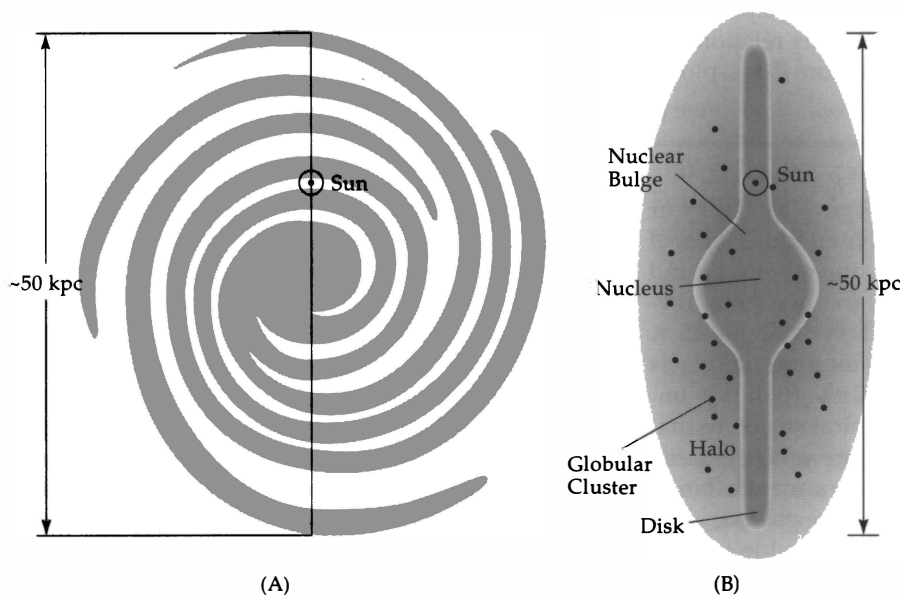 ~50 kpc
Sun
(A)
Nuclear
Bulge
Sun
Nucleus
~50 kpc
Halo
Globular
Cluster
Disk
(B)